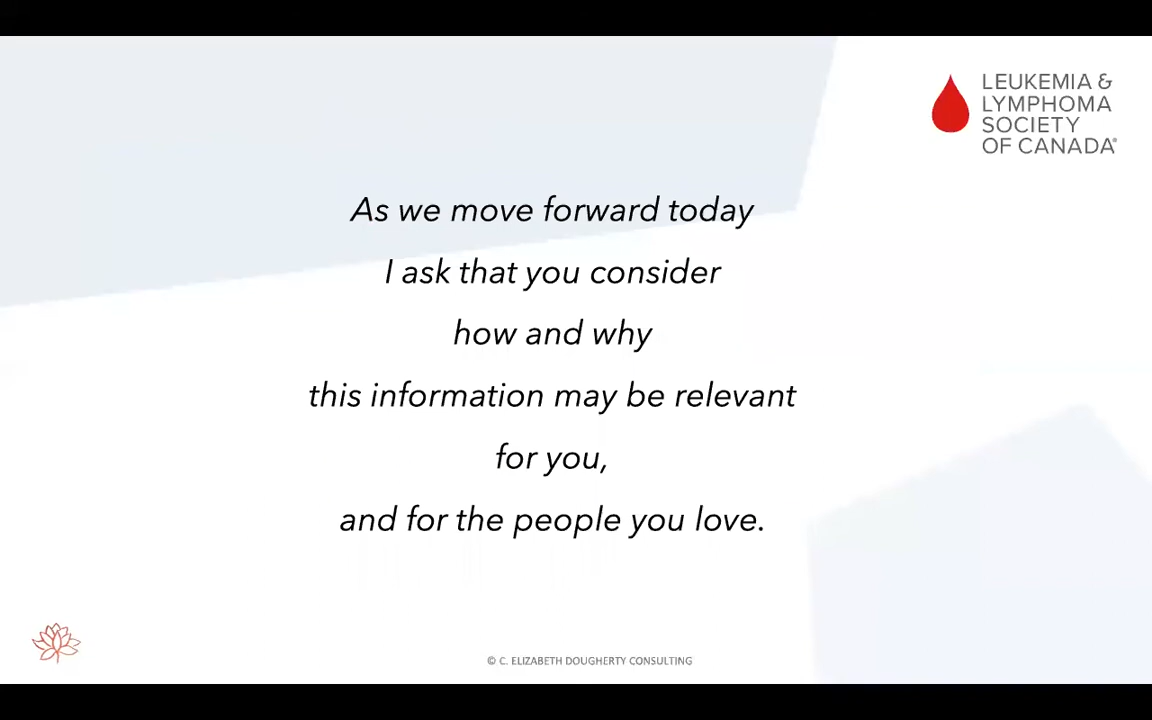 LEUKEMIA &
LYMPHOMA
SOCIETY
OF CANADA®
As we move forward today
I ask that you consider
how and why
this information may be relevant
for you,
and for the people you love.
© C. ELIZABETH DOUGHERTY CONSULTING